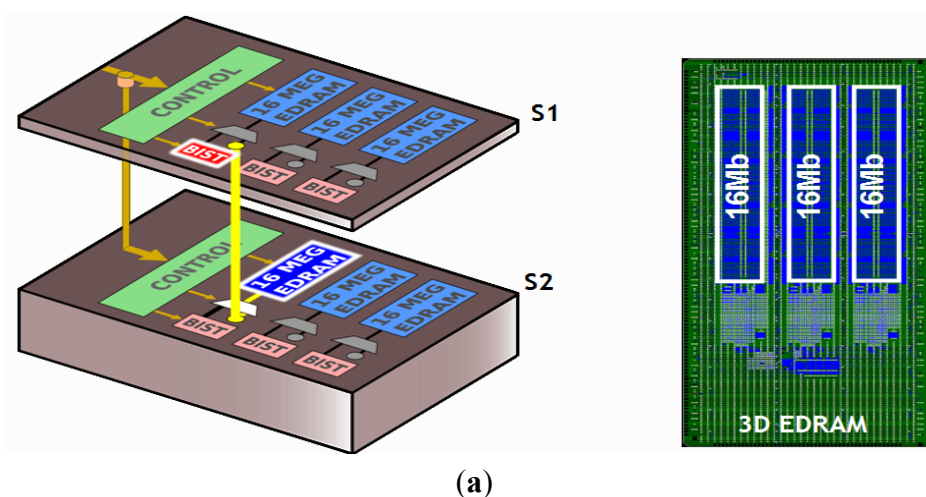 CONTROL
16 MEG
EDRAM
16 MEG
EDRAM
16 MEG
EDRAM
BIST
BIST
BIST
S1
CONTROL
16 MEG
EDRAM
16 MEG
EDRAM
16 MEG
EDRAM
BIST
BIST
BIST
S2
16Mb
16Mb
16Mb
3D EDRAM
(a)